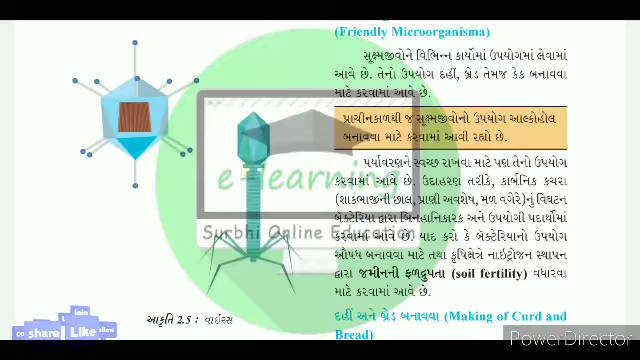 (Friendly Microorganisma)
સૂક્ષ્મજીવોને વિભિન્ન કાર્યોમાં ઉપયોગમાં લેવામાં
આવે છે. તેનો ઉપયોગ દહીં, બ્રેડ તેમજ કેક બનાવવા
માટે કરવામાં આવે છે.
પ્રાચીનકાળથી જ સૂક્ષ્મજીવોનો ઉપયોગ આલ્કોહોલ
બનાવવા માટે કરવામાં આવી રહ્યો છે.
પર્યાવરણને સ્વચ્છ રાખવા માટે પણ તેનો ઉપયોગ
કરવામાં આવે છે. ઉદાહરણ તરીકે, કાર્બનિક કચરા
(શાકભાજીની છાલ, પ્રાણી અવશેષ, મળ વગેરે)નું વિઘટન
બૅક્ટેરિયા દ્વારા બિનહાનિકારક અને ઉપયોગી પદાર્થોમાં
કરવામાં આવે છે. યાદ કરો કે બૅક્ટેરિયાનો ઉપયોગ
ઔષધ બનાવવા માટે તથા કૃષિક્ષેત્રે નાઇટ્રોજન સ્થાપન
દ્વારા જમીનની ફળદ્રુપતા (soil fertility) વધારવા
માટે કરવામાં આવે છે.
દહીં અને બ્રેડ બનાવવા (Making of Curd and
Bread)
આકૃતિ 2.5 : વાઇરસ
e-learning
Surbhi Online Education
join
share Like follow
PowerDirector